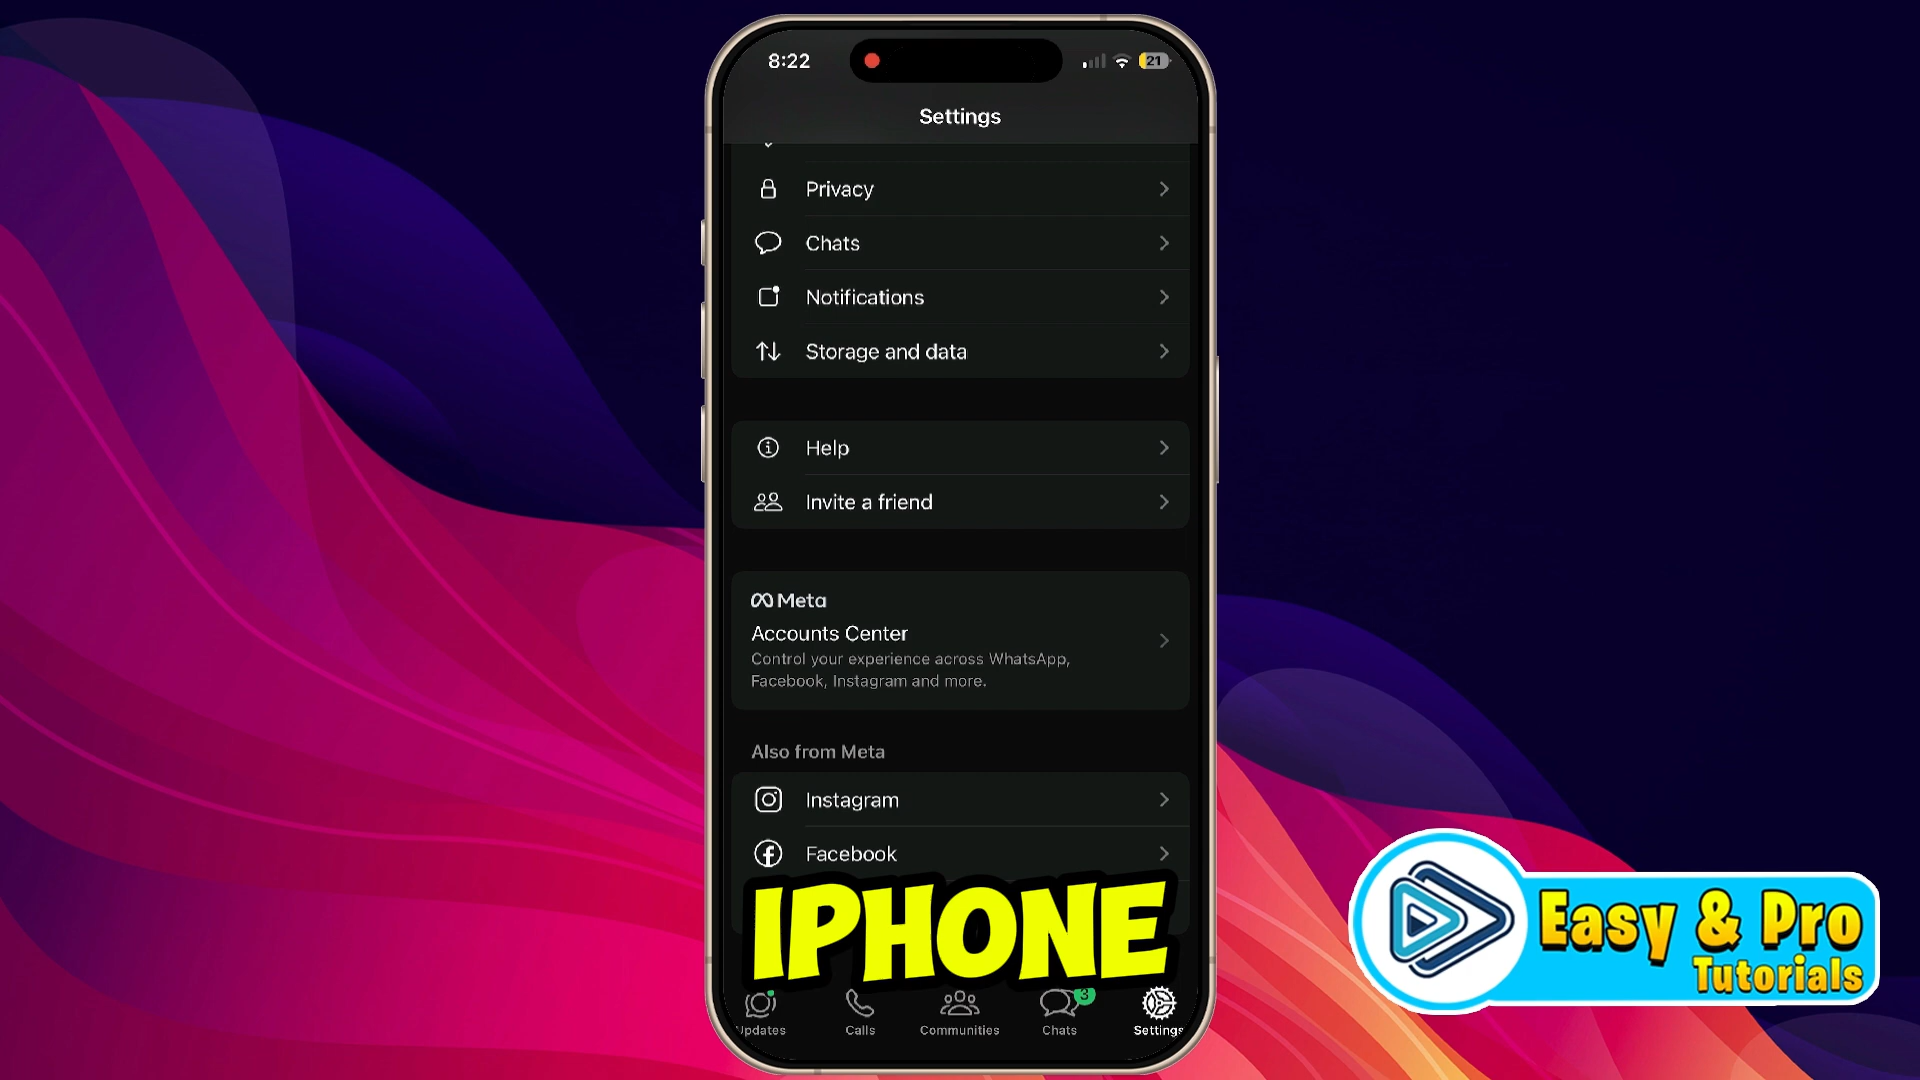 8:22
21
Settings
Privacy
Chats
Notifications
Storage and data
Help
Invite a friend
Meta
Accounts Center
Control your experience across WhatsApp,
Facebook, Instagram and more.
Also from Meta
Instagram
Facebook
IPHONE
3
Updates
Calls
Communities
Chats
Settings
Easy & Pro
Tutorials